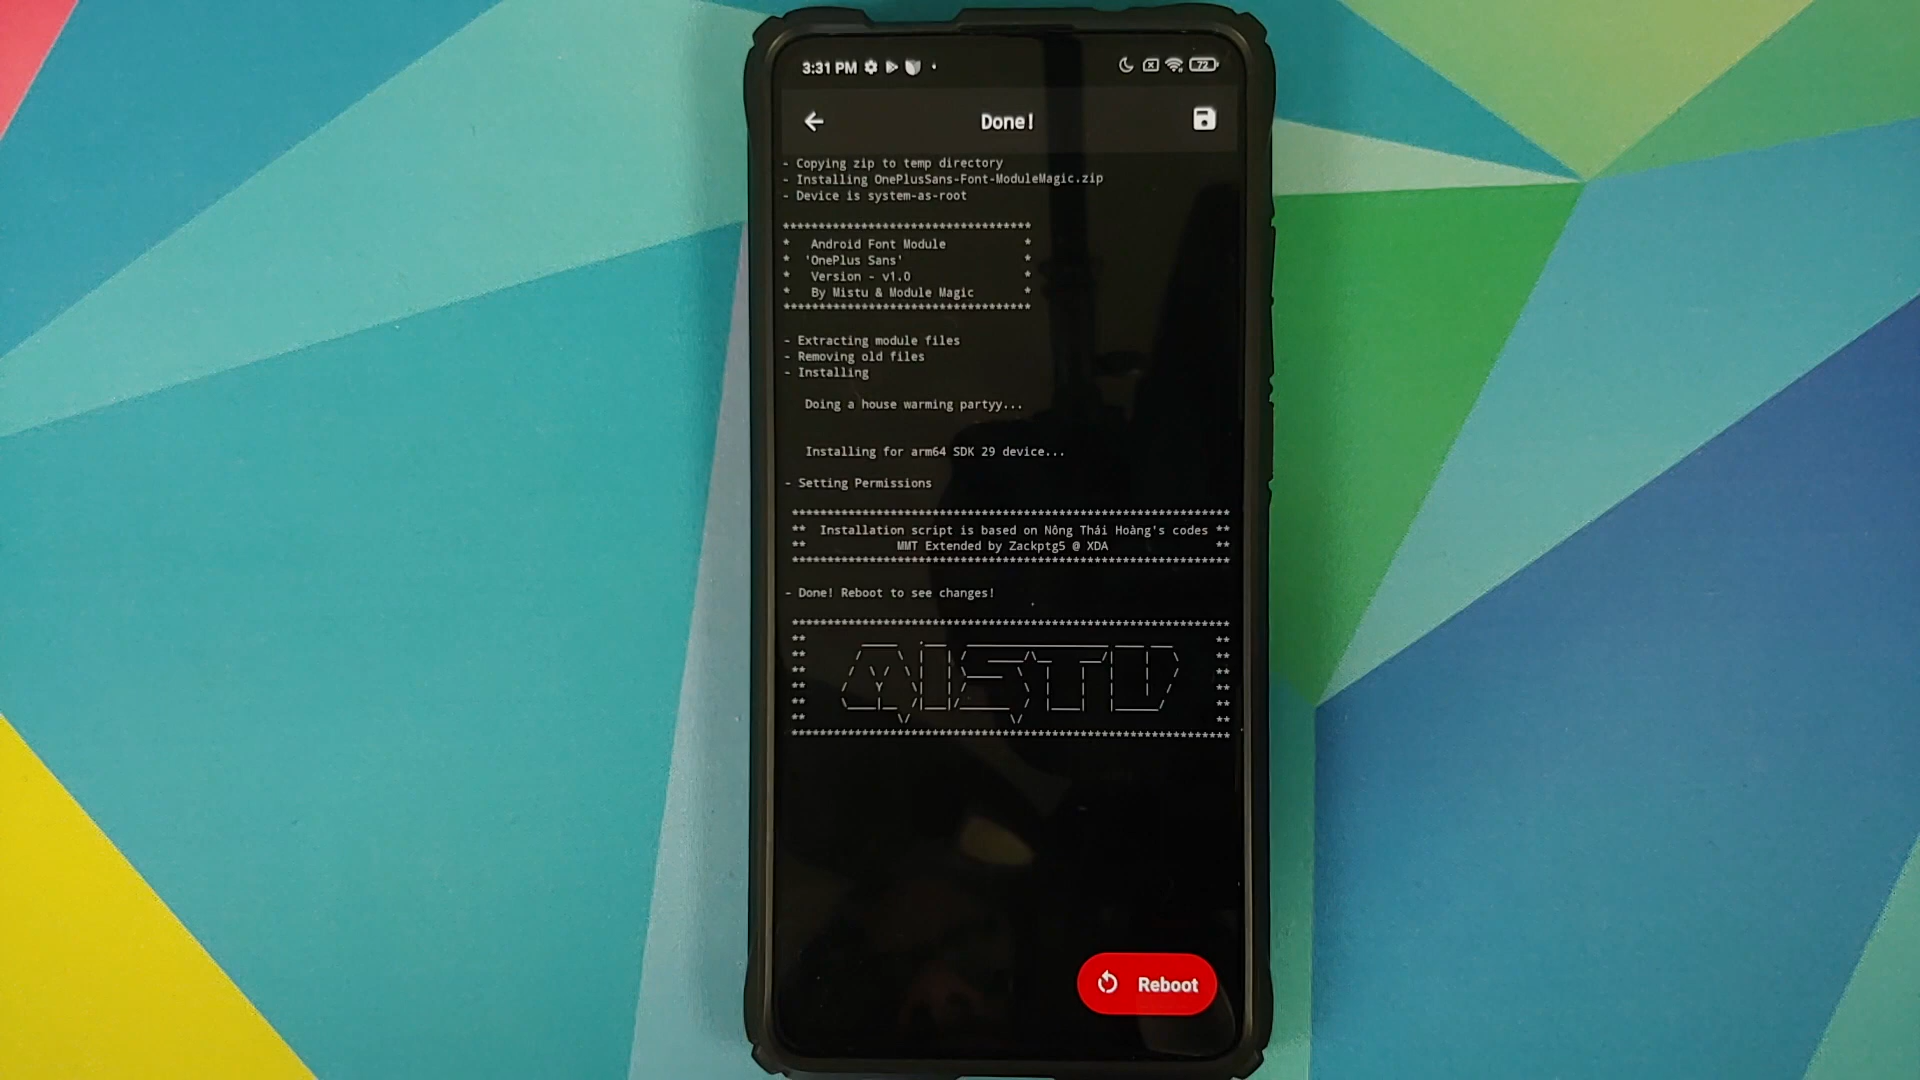 3:31 PM 72
Done!
- Copying zip to temp directory
- Installing OnePlusSans-Font-ModuleMagic.zip
- Device is system-as-root
***********************************
* Android Font Module *
* 'OnePlus Sans' *
* Version - v1.0 *
* By Mistu & Module Magic *
***********************************
- Extracting module files
- Removing old files
- Installing
Doing a house warming partyy...
Installing for arm64 SDK 29 device...
- Setting Permissions
**************************************************************
** Installation script is based on Nông Thái Hoàng's codes **
** MMT Extended by Zackptg5 @ XDA **
**************************************************************
- Done! Reboot to see changes!
**************************************************************
MISTU
**************************************************************
Reboot